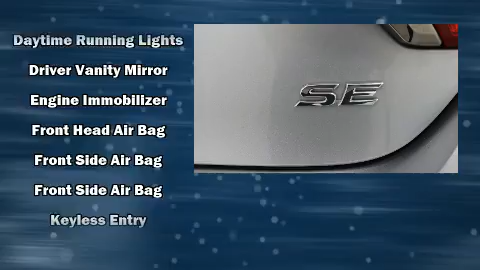 Daytime Running Lights
Driver Vanity Mirror
Engine Immobilizer
Front Head Air Bag
Front Side Air Bag
Front Side Air Bag
Keyless Entry
SE